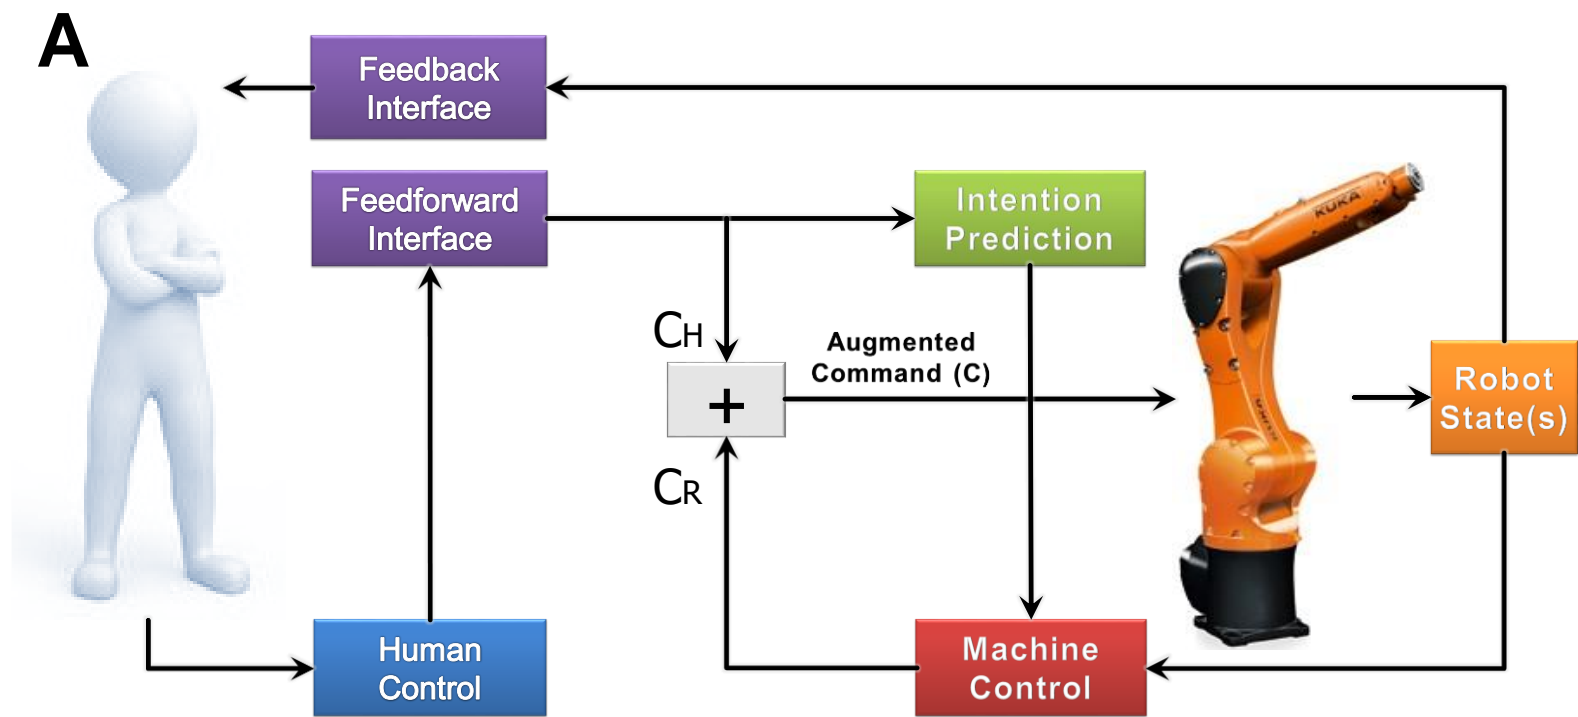 A
Feedback
Interface
Feedforward
Interface
Intention
Prediction
KUKA
CH
Augmented
Command (C)
+
Robot
State(s)
CR
Human
Control
Machine
Control